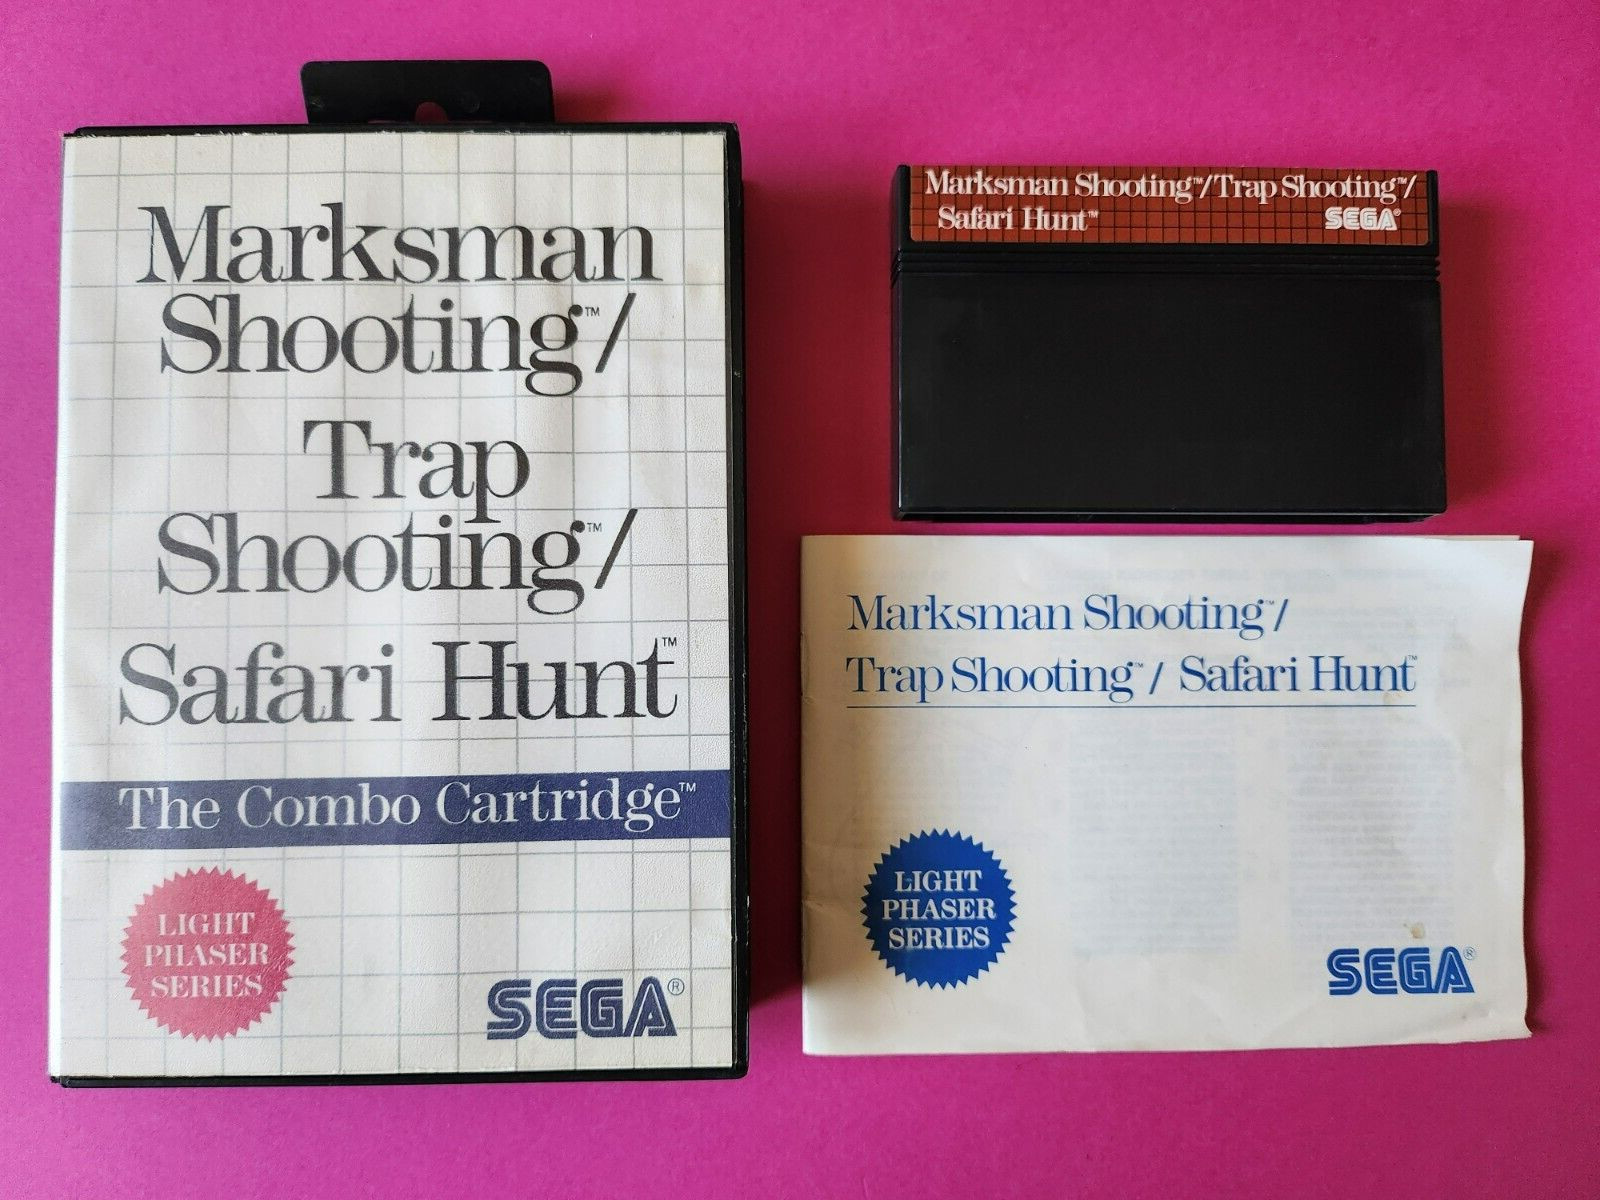 Marksman
Shooting™/
Trap
Shooting™/
Safari Hunt™
The Combo Cartridge™
LIGHT
PHASER
SERIES
SEGA®
Marksman Shooting™/Trap Shooting™/
Safari Hunt™
SEGA®
Marksman Shooting™/
Trap Shooting™/ Safari Hunt™
LIGHT
PHASER
SERIES
SEGA®